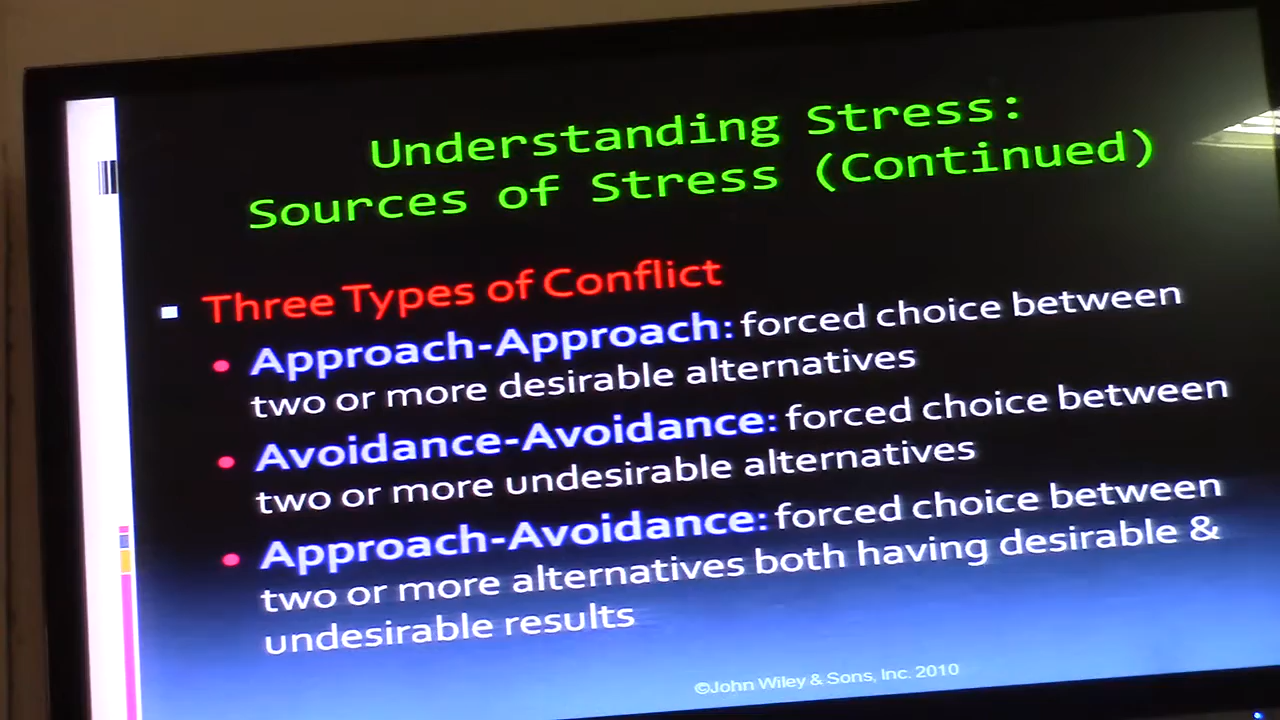 Understanding Stress:
Sources of Stress (Continued)
▪ Three Types of Conflict
• Approach-Approach: forced choice between
two or more desirable alternatives
• Avoidance-Avoidance: forced choice between
two or more undesirable alternatives
• Approach-Avoidance: forced choice between
two or more alternatives both having desirable &
undesirable results
©John Wiley & Sons, Inc. 2010